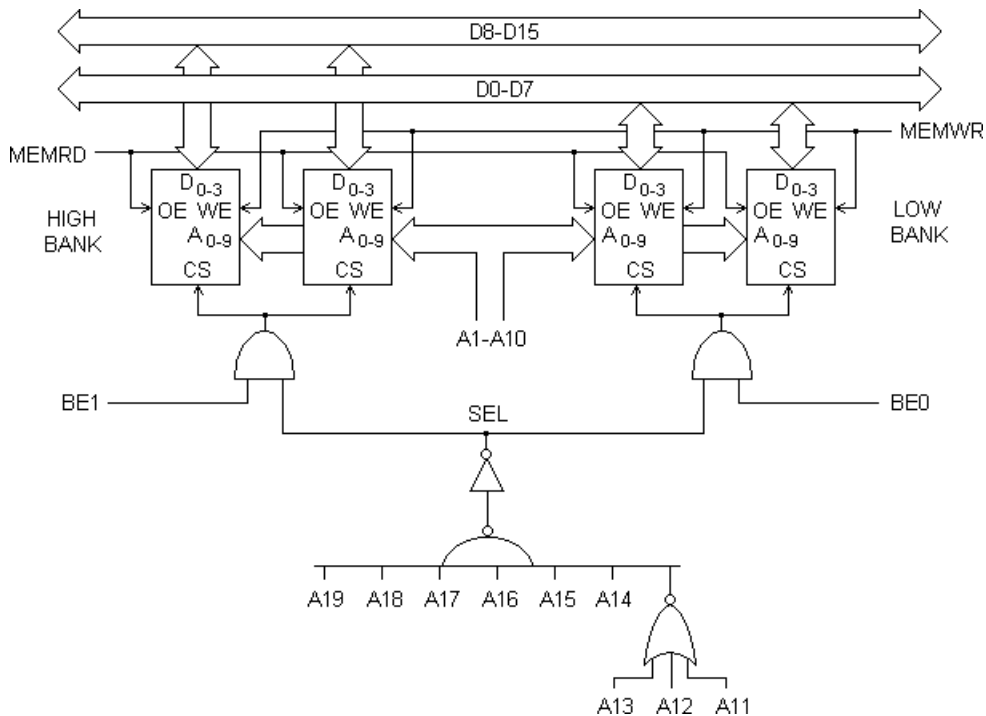 D8-D15
D0-D7
MEMWR
MEMRD
HIGH
BANK
D0-3
OE WE
A0-9
CS
D0-3
OE WE
A0-9
CS
D0-3
OE WE
A0-9
CS
D0-3
OE WE
A0-9
CS
LOW
BANK
A1-A10
BE1
SEL
BE0
A19 A18 A17 A16 A15 A14
A13 A12 A11